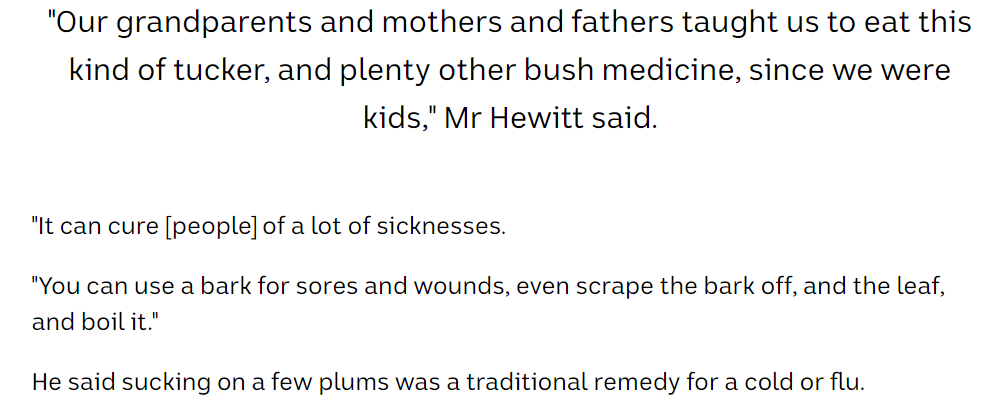 "Our grandparents and mothers and fathers taught us to eat this
kind of tucker, and plenty other bush medicine, since we were
kids," Mr Hewitt said.
"It can cure [people] of a lot of sicknesses.
"You can use a bark for sores and wounds, even scrape the bark off, and the leaf,
and boil it."
He said sucking on a few plums was a traditional remedy for a cold or flu.